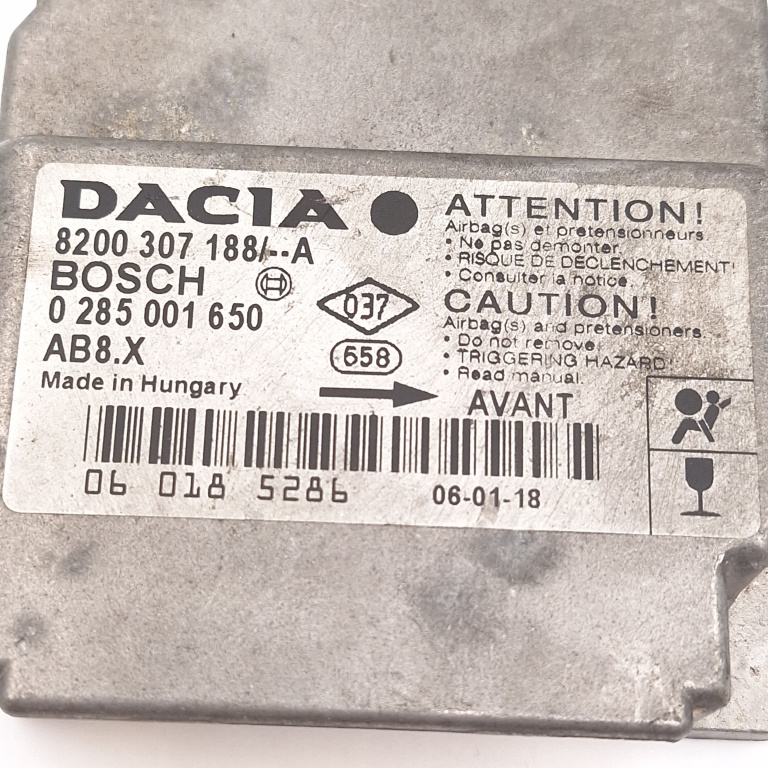 DACIA
8200 307 188/--A
BOSCH
0 285 001 650
AB8.X
Made in Hungary
037
658
ATTENTION!
Airbag(s) et pretensionneurs.
• Ne pas demonter.
• RISQUE DE DECLENCHEMENT!
• Consulter la notice.
CAUTION!
Airbag(s) and pretensioners.
• Do not remove.
• TRIGGERING HAZARD!
• Read manual.
AVANT
06 018 5286
06-01-18